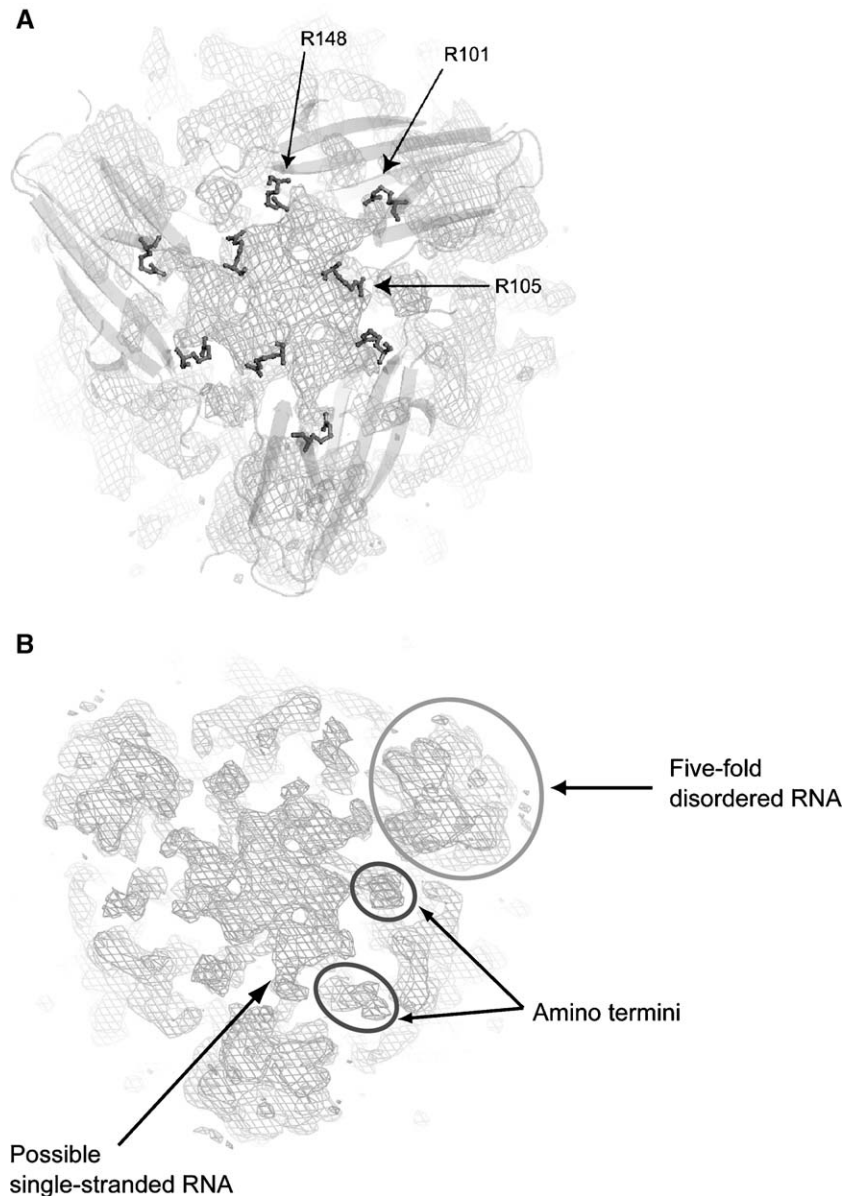 A
R148
R101
R105
B
Five-fold
disordered RNA
Amino termini
Possible
single-stranded RNA